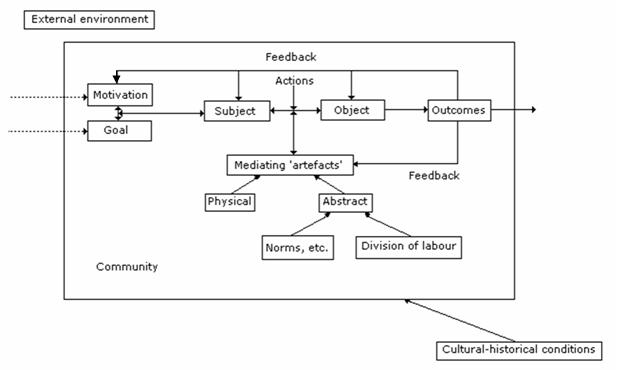 External environment
Feedback
Actions
Motivation
Subject
Object
Outcomes
Goal
Mediating 'artefacts'
Feedback
Physical
Abstract
Norms, etc.
Division of labour
Community
Cultural-historical conditions